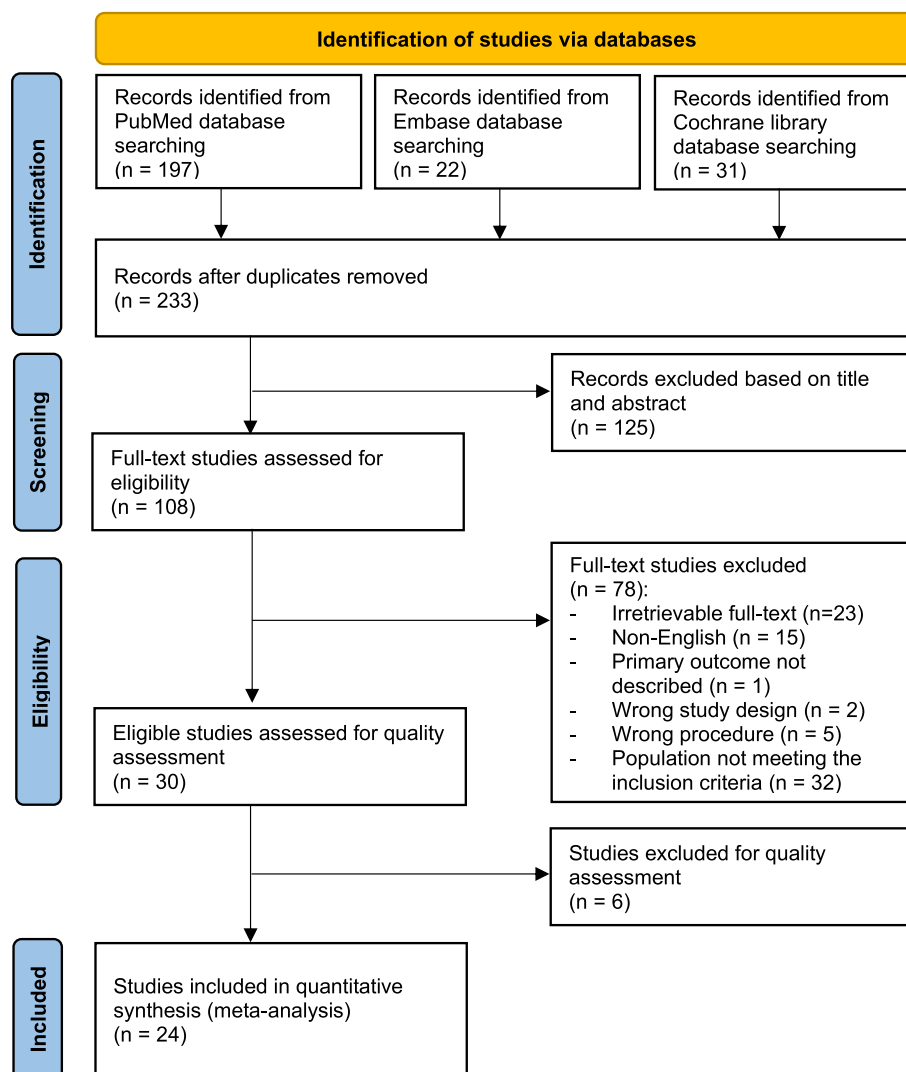 Identification of studies via databases
Identification
Records identified from
PubMed database
searching
(n = 197)
Records identified from
Embase database
searching
(n = 22)
Records identified from
Cochrane library
database searching
(n = 31)
Records after duplicates removed
(n = 233)
Screening
Records excluded based on title
and abstract
(n = 125)
Full-text studies assessed for
eligibility
(n = 108)
Eligibility
Full-text studies excluded
(n = 78):
- Irretrievable full-text (n=23)
- Non-English (n = 15)
- Primary outcome not
described (n = 1)
- Wrong study design (n = 2)
- Wrong procedure (n = 5)
- Population not meeting the
inclusion criteria (n = 32)
Eligible studies assessed for quality
assessment
(n = 30)
Studies excluded for quality
assessment
(n = 6)
Included
Studies included in quantitative
synthesis (meta-analysis)
(n = 24)